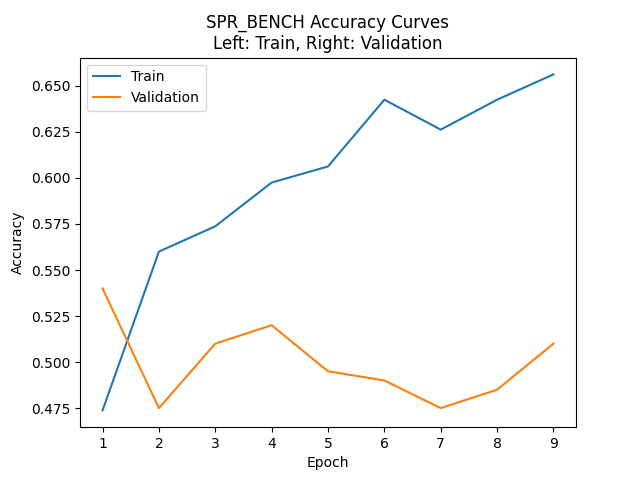 SPR_BENCH Accuracy Curves
Left: Train, Right: Validation
Train
Validation
Accuracy
0.650
0.625
0.600
0.575
0.550
0.525
0.500
0.475
1 2 3 4 5 6 7 8 9
Epoch